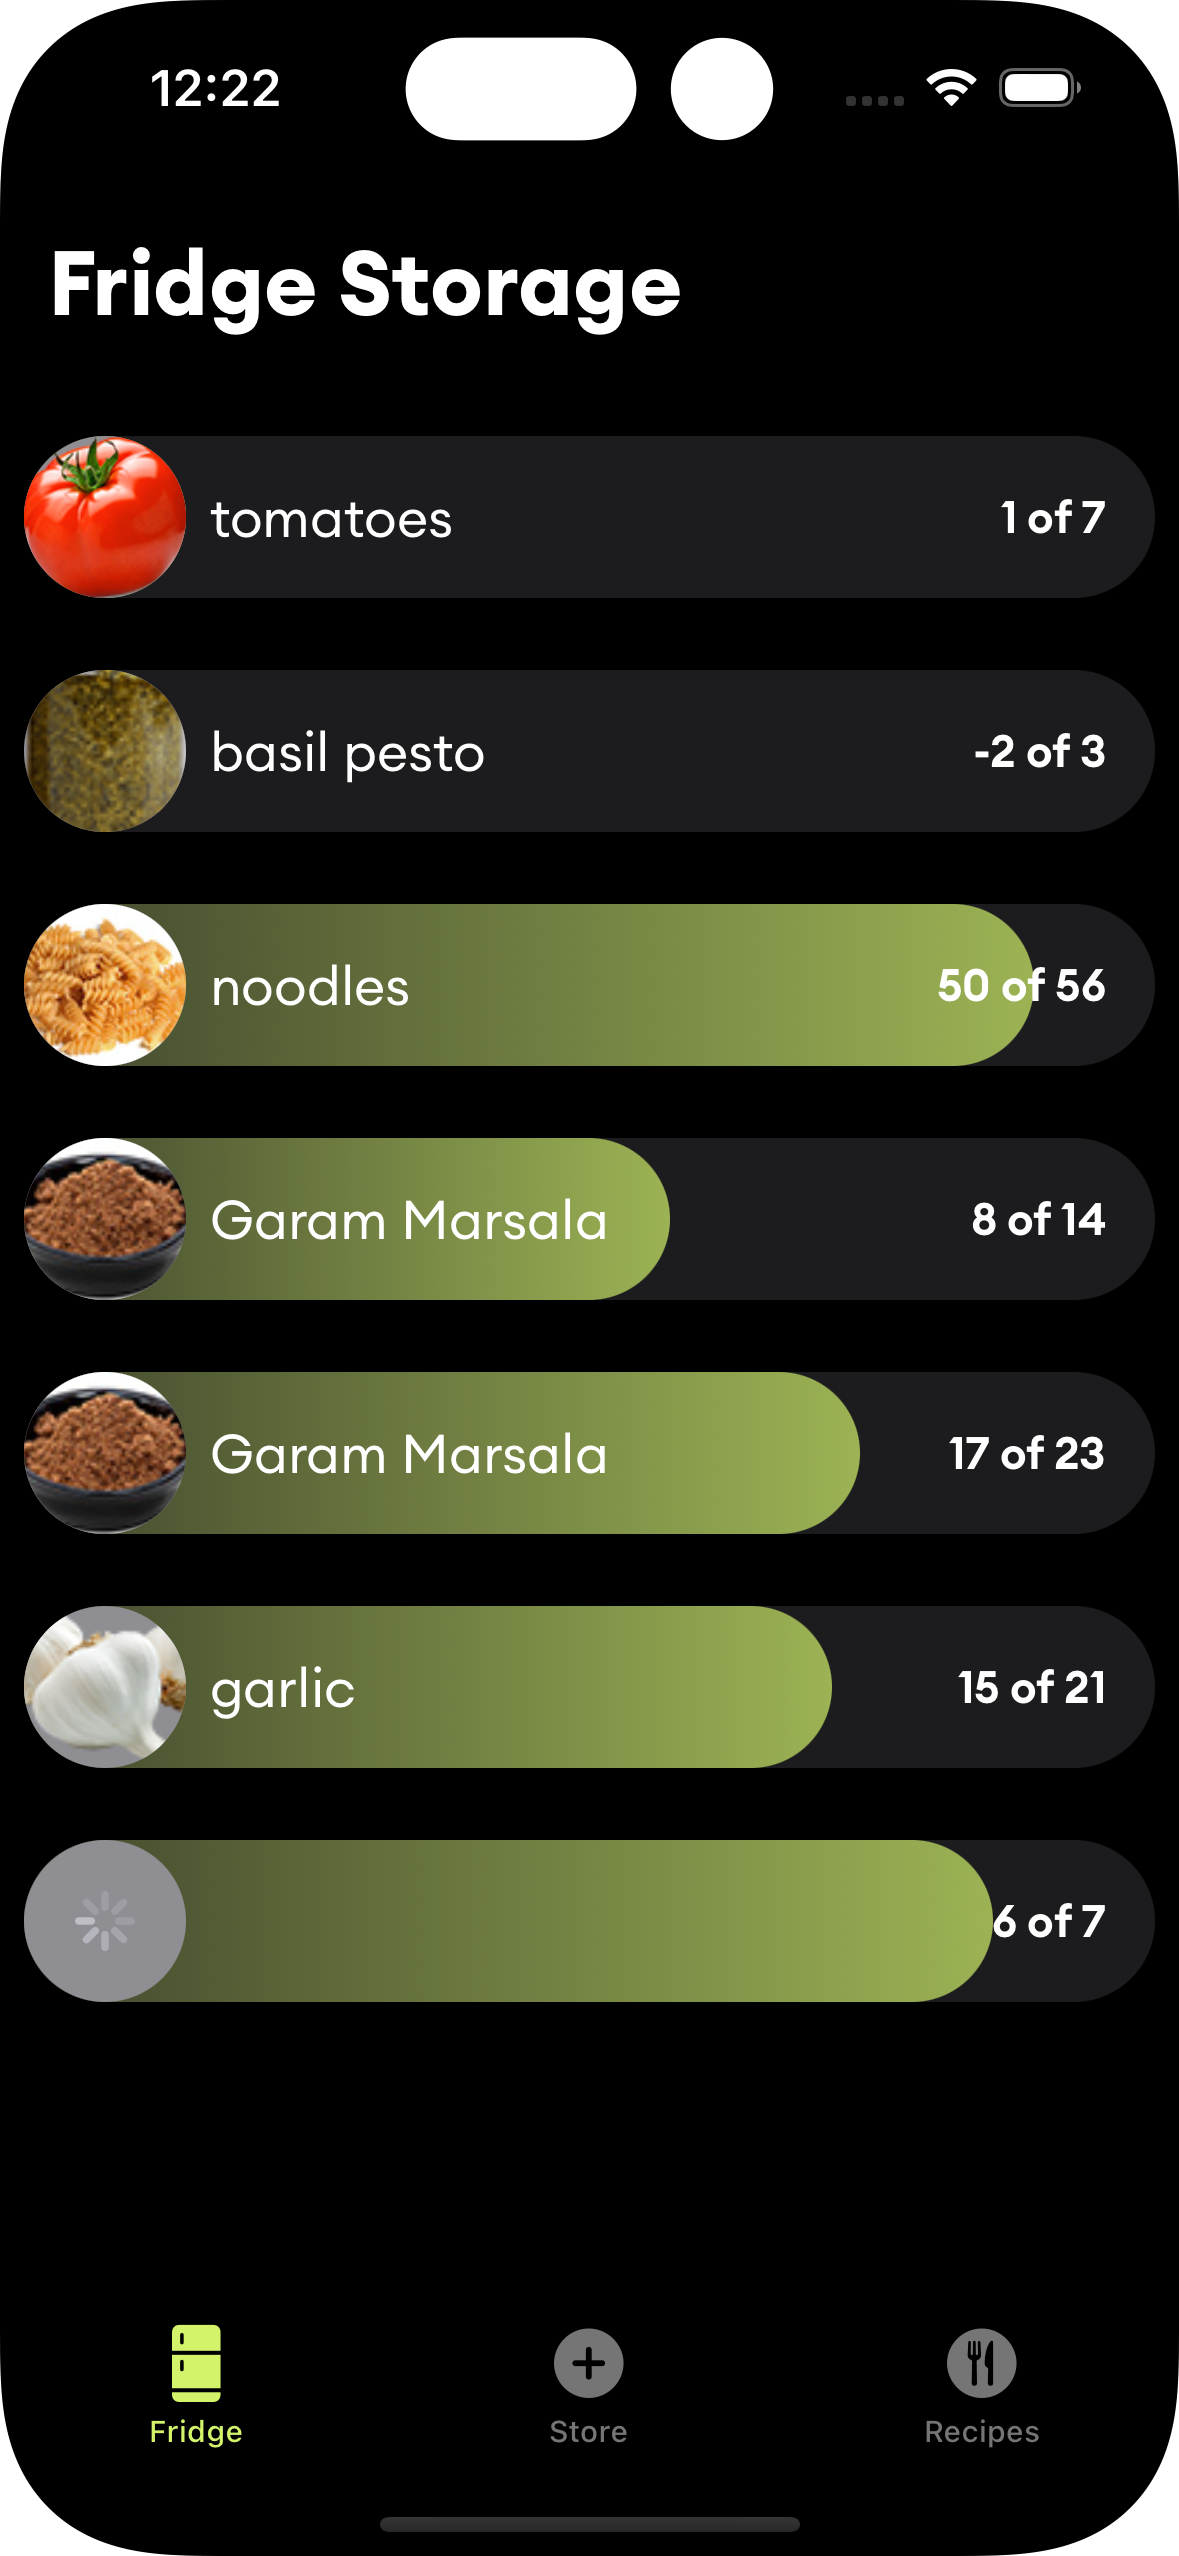 12:22
Fridge Storage
tomatoes 1 of 7
basil pesto -2 of 3
noodles 50 of 56
Garam Marsala 8 of 14
Garam Marsala 17 of 23
garlic 15 of 21
6 of 7
Fridge Store Recipes